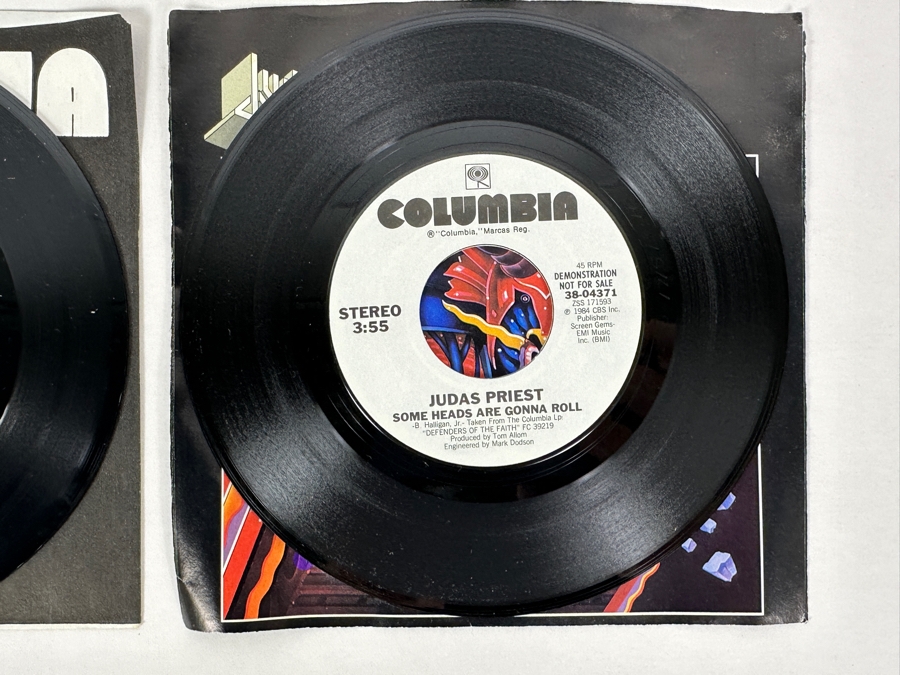 COLUMBIA
® "Columbia," Marcas Reg.
45 RPM
DEMONSTRATION
NOT FOR SALE
38-04371
ZSS 171593
℗ 1984 CBS Inc.
Publisher:
Screen Gems-
EMI Music
Inc. (BMI)
STEREO
3:55
JUDAS PRIEST
SOME HEADS ARE GONNA ROLL
-B. Halligan, Jr.- Taken From The Columbia Lp:
"DEFENDERS OF THE FAITH" FC 39219
Produced by Tom Allom
Engineered by Mark Dodson